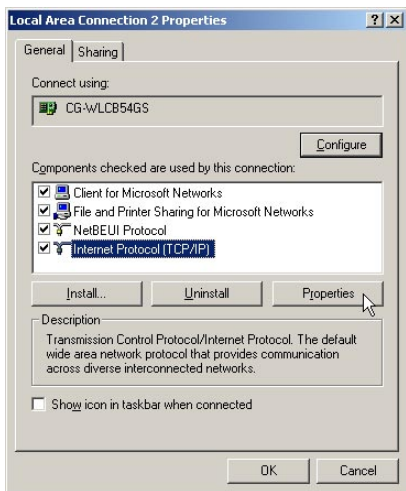 Local Area Connection 2 Properties
General
Sharing
Connect using:
CG-WLCB54GS
Configure
Components checked are used by this connection:
Client for Microsoft Networks
File and Printer Sharing for Microsoft Networks
NetBEUI Protocol
Internet Protocol (TCP/IP)
Install... Uninstall Properties
Description
Transmission Control Protocol/Internet Protocol. The default
wide area network protocol that provides communication
across diverse interconnected networks.
Show icon in taskbar when connected
OK Cancel